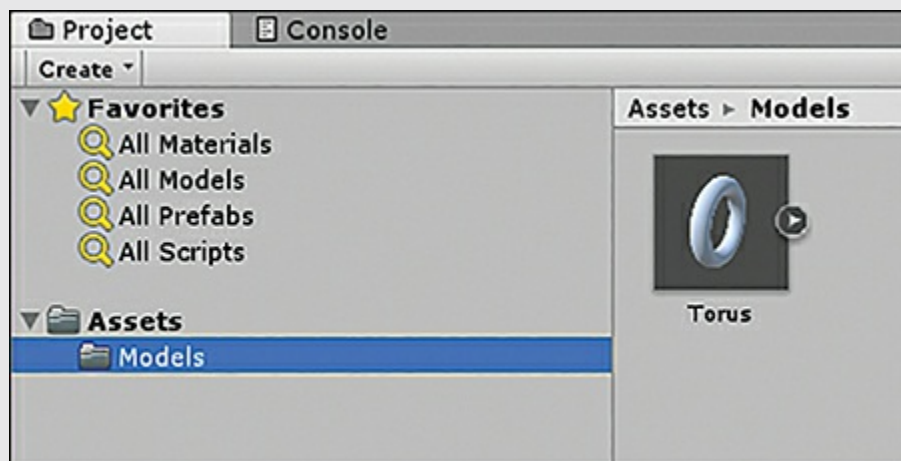 Project Console
Create
Favorites
All Materials
All Models
All Prefabs
All Scripts
Assets
Models
Assets Models
Torus